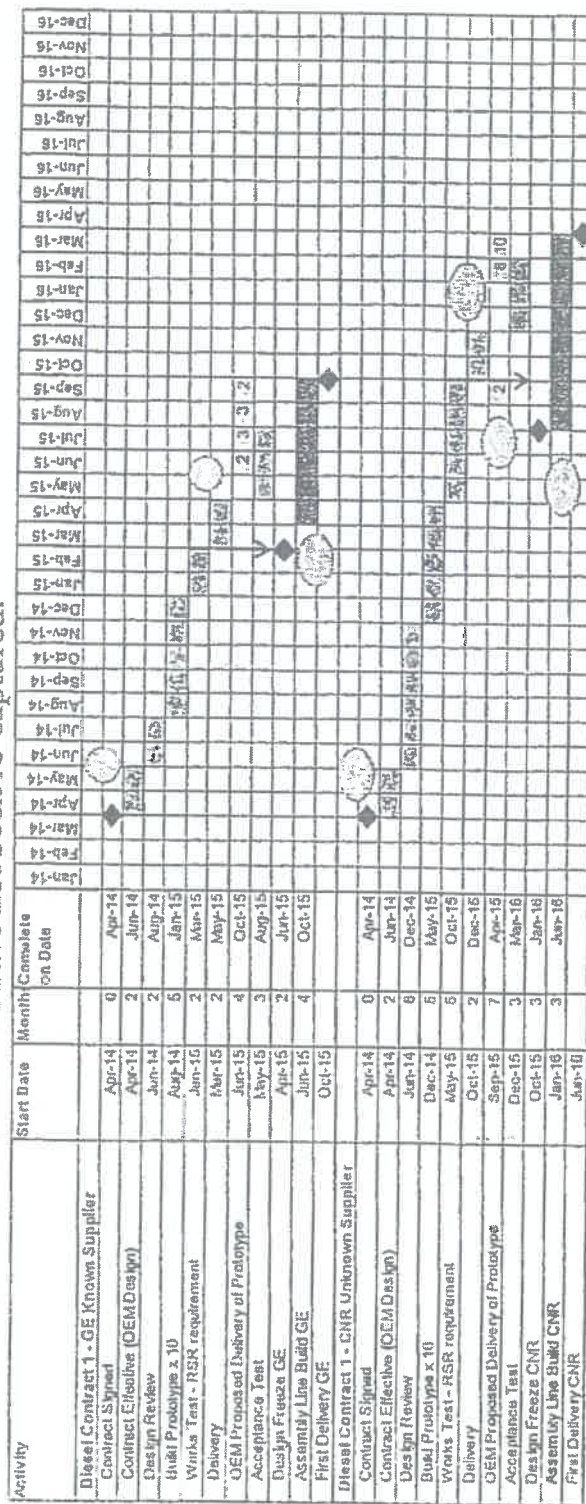 Activity Start Date Month Complete on Date Jan-14 Feb-14 Mar-14 Apr-14 May-14 Jun-14 Jul-14 Aug-14 Sep-14 Oct-14 Nov-14 Dec-14 Jan-15 Feb-15 Mar-15 Apr-15 May-15 Jun-15 Jul-15 Aug-15 Sep-15 Oct-15 Nov-15 Dec-15 Jan-16 Feb-16 Mar-16 Apr-16 May-16 Jun-16 Jul-16 Aug-16 Sep-16 Oct-16 Nov-16 Dec-16
Diesel Contract 1 - GE Known Supplier
Contract Signed Apr-14 0 Apr-14
Contract Effective (OEM Design) Apr-14 2 Jun-14
Design Review Jun-14 2 Aug-14
Build Prototype x 10 Aug-14 5 Jan-15
Works Test - RSR requirement Jan-15 2 Mar-15
Delivery Mar-15 2 May-15
OEM Proposed Delivery of Prototype Jun-15 4 Oct-15 2 3 3 2
Acceptance Test May-15 3 Aug-15
Design Freeze GE Apr-15 2 Jun-15
Assembly Line Build GE Jun-15 4 Oct-15
First Delivery GE Oct-15
Diesel Contract 1 - CNR Unknown Supplier
Contract Signed Apr-14 0 Apr-14
Contract Effective (OEM Design) Apr-14 2 Jun-14
Design Review Jun-14 6 Dec-14
Build Prototype x 10 Dec-14 5 May-15
Works Test - RSR requirement May-15 5 Oct-15
Delivery Oct-15 2 Dec-15
OEM Proposed Delivery of Prototype Sep-15 7 Apr-15 2 8 10
Acceptance Test Dec-15 3 Mar-16
Design Freeze CNR Oct-15 3 Jan-16
Assembly Line Build CNR Jan-16 3 Jun-16
First Delivery CNR Jun-16